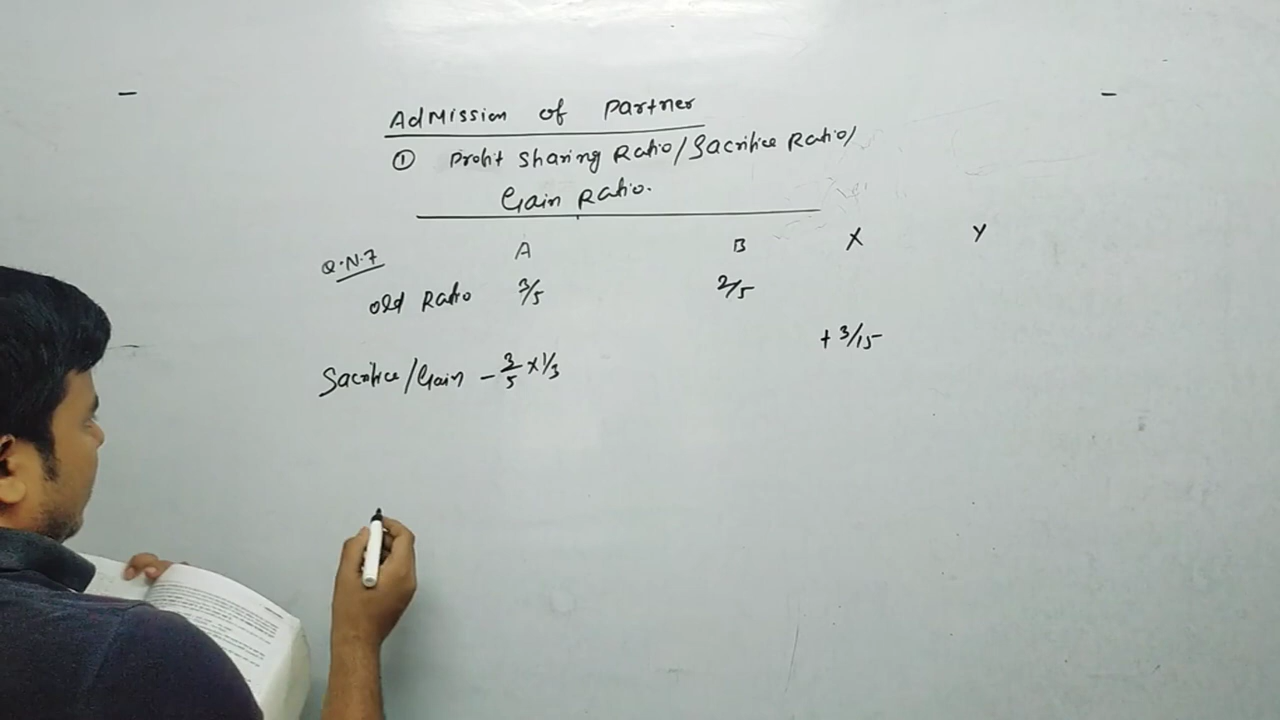 Admission of Partner
① Profit Sharing Ratio/Sacrifice Ratio/
Gain Ratio.
Q.N.7 A B X Y
Old Ratio 3/5 2/5
+ 3/15
Sacrifice/Gain - 3/5 x 1/3